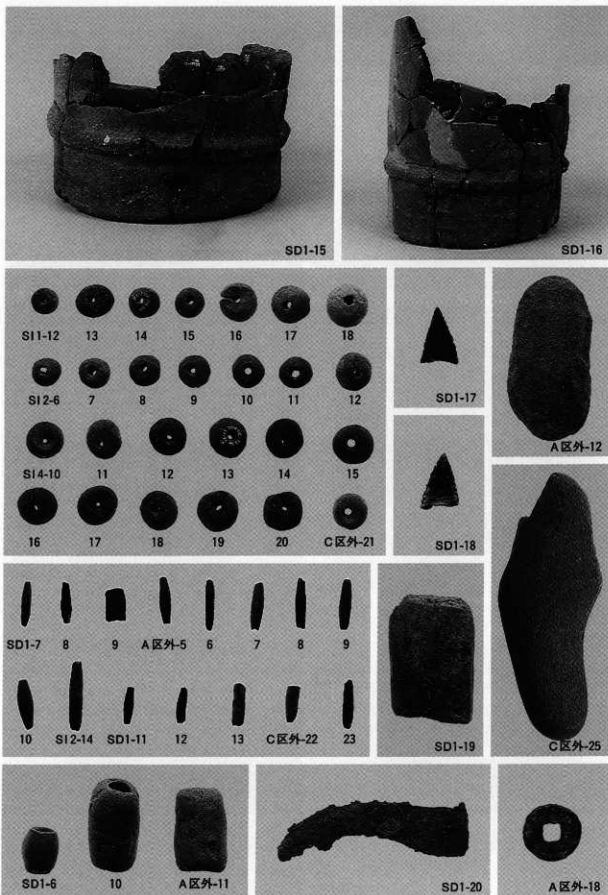 SD1-15
SD1-16
SI1-12 13 14 15 16 17 18
SI2-6 7 8 9 10 11 12
SI4-10 11 12 13 14 15
16 17 18 19 20 C区外-21
SD1-17
SD1-18
A区外-12
SD1-7 8 9 A区外-5 6 7 8 9
10 SI2-14 SD1-11 12 13 C区外-22 23
SD1-19
C区外-25
SD1-6 10 A区外-11
SD1-20
A区外-18